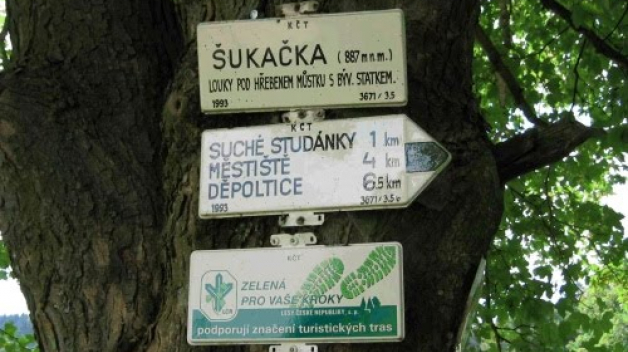 KČT
ŠUKAČKA (887 m n. m.)
LOUKY POD HŘEBENEM MŮSTKU S BÝV. STATKEM.
1993 3671/3.5
KČT
SUCHÉ STUDÁNKY 1 km
MĚSTIŠTĚ 4 km
DĚPOLTICE 6.5 km
1993 3671/3.5 c
KČT
ZELENÁ
PRO VAŠE KROKY
LESY ČESKÉ REPUBLIKY, s. p.
podporují značení turistických tras